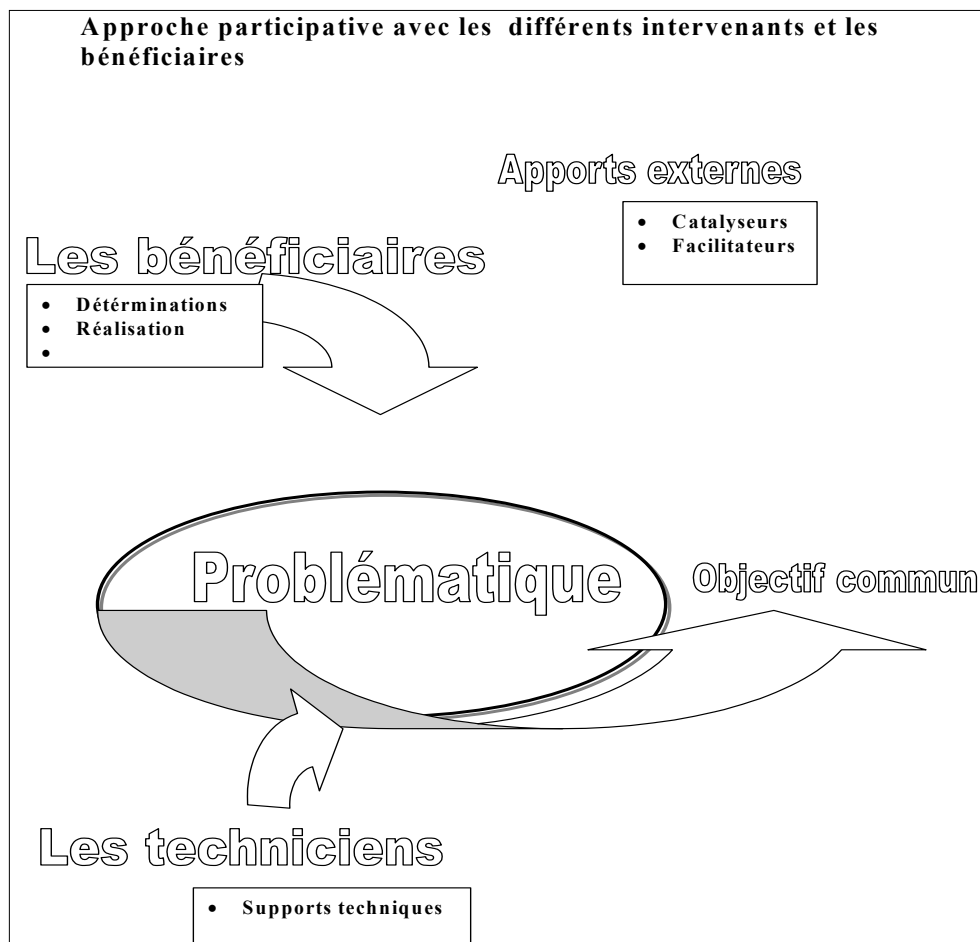 Approche participative avec les différents intervenants et les
bénéficiaires
Apports externes
• Catalyseurs
• Facilitateurs
Les bénéficiaires
• Détérminations
• Réalisation
•
Problématique
Objectif commun
Les techniciens
• Supports techniques